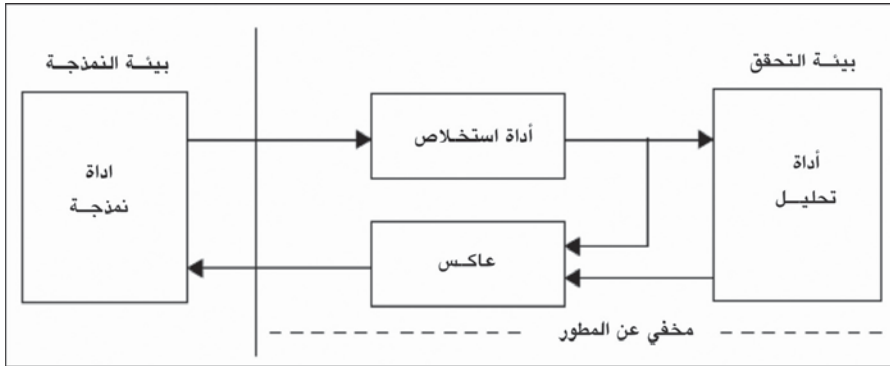 بيئة التحقق
بيئة النمذجة
أداة استخلاص
أداة
تحليل
اداة
نمذجة
عاكس
مخفي عن المطور